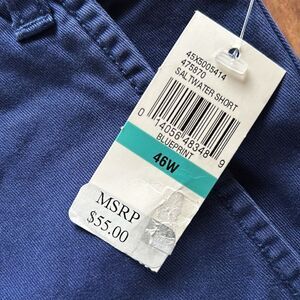 45X5005414
475870
SALTWATER SHORT
0 14056 48348 9
BLUEPRINT
46W
MSRP
$55.00